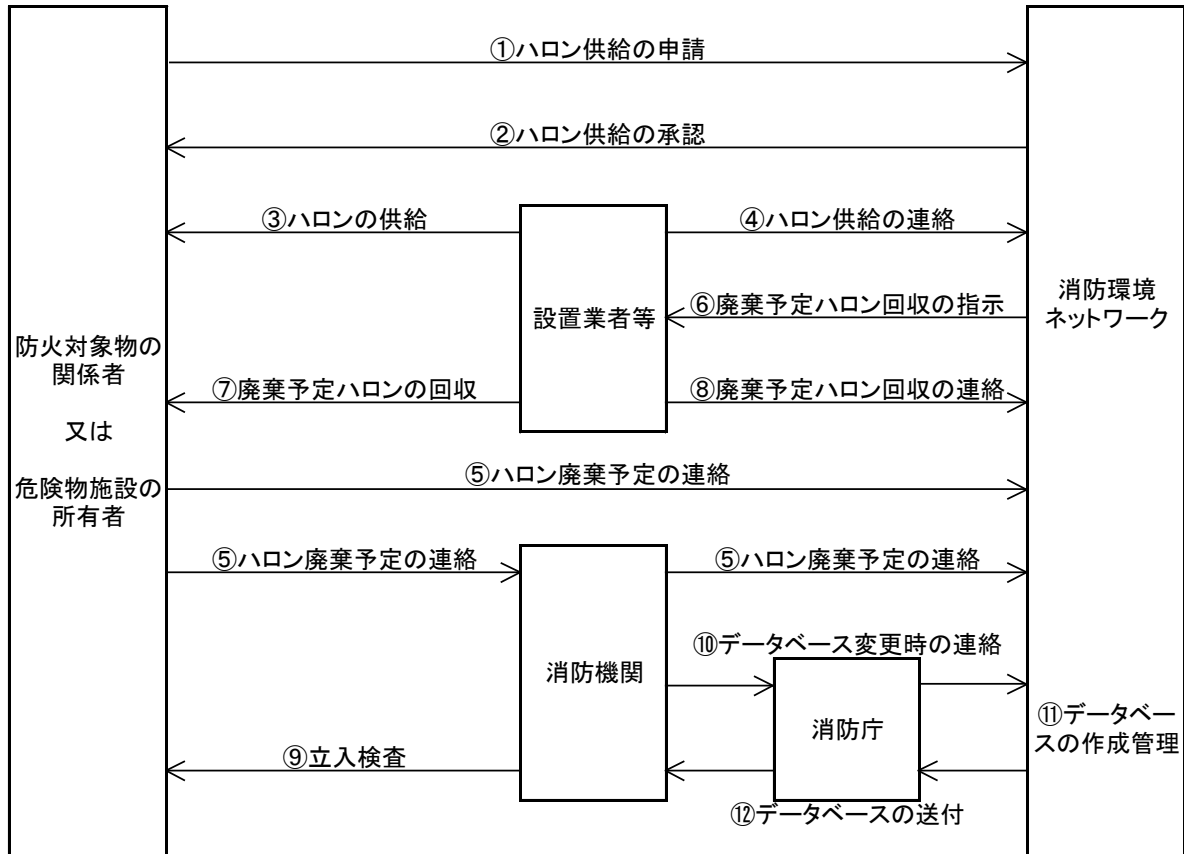 ①ハロン供給の申請
②ハロン供給の承認
③ハロンの供給
④ハロン供給の連絡
設置業者等
⑥廃棄予定ハロン回収の指示
⑦廃棄予定ハロンの回収
⑧廃棄予定ハロン回収の連絡
消防環境
ネットワーク
防火対象物の
関係者
又は
危険物施設の
所有者
⑤ハロン廃棄予定の連絡
⑤ハロン廃棄予定の連絡
⑤ハロン廃棄予定の連絡
消防機関
⑩データベース変更時の連絡
消防庁
⑪データベー
スの作成管理
⑨立入検査
⑫データベースの送付